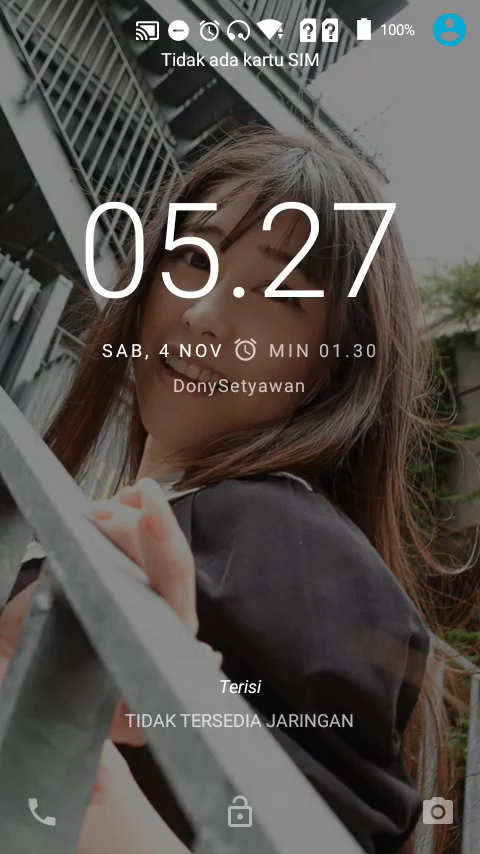 100%
Tidak ada kartu SIM
05.27
SAB, 4 NOV MIN 01.30
DonySetyawan
Terisi
TIDAK TERSEDIA JARINGAN